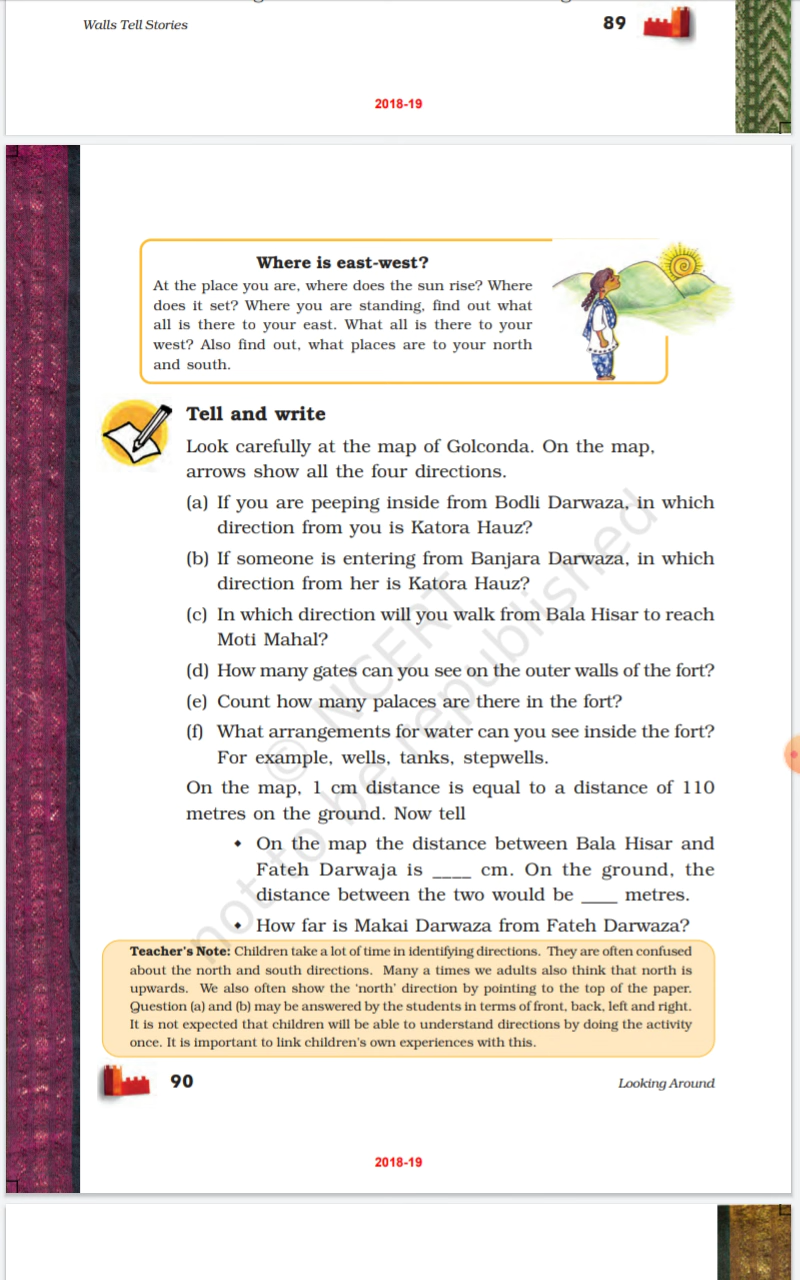 Walls Tell Stories
89
2018-19
Where is east-west?
At the place you are, where does the sun rise? Where
does it set? Where you are standing, find out what
all is there to your east. What all is there to your
west? Also find out, what places are to your north
and south.
Tell and write
Look carefully at the map of Golconda. On the map,
arrows show all the four directions.
(a) If you are peeping inside from Bodli Darwaza, in which
direction from you is Katora Hauz?
(b) If someone is entering from Banjara Darwaza, in which
direction from her is Katora Hauz?
(c) In which direction will you walk from Bala Hisar to reach
Moti Mahal?
(d) How many gates can you see on the outer walls of the fort?
(e) Count how many palaces are there in the fort?
(f) What arrangements for water can you see inside the fort?
For example, wells, tanks, stepwells.
On the map, 1 cm distance is equal to a distance of 110
metres on the ground. Now tell
♦ On the map the distance between Bala Hisar and
Fateh Darwaja is ____ cm. On the ground, the
distance between the two would be ____ metres.
♦ How far is Makai Darwaza from Fateh Darwaza?
© NCERT
not to be republished
Teacher's Note: Children take a lot of time in identifying directions. They are often confused
about the north and south directions. Many a times we adults also think that north is
upwards. We also often show the 'north' direction by pointing to the top of the paper.
Question (a) and (b) may be answered by the students in terms of front, back, left and right.
It is not expected that children will be able to understand directions by doing the activity
once. It is important to link children's own experiences with this.
90
Looking Around
2018-19